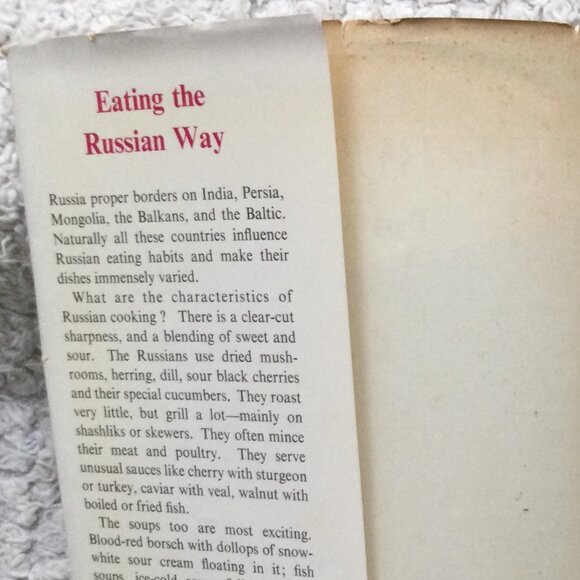 Eating the
Russian Way
Russia proper borders on India, Persia,
Mongolia, the Balkans, and the Baltic.
Naturally all these countries influence
Russian eating habits and make their
dishes immensely varied.
What are the characteristics of
Russian cooking? There is a clear-cut
sharpness, and a blending of sweet and
sour. The Russians use dried mush-
rooms, herring, dill, sour black cherries
and their special cucumbers. They roast
very little, but grill a lot—mainly on
shashliks or skewers. They often mince
their meat and poultry. They serve
unusual sauces like cherry with sturgeon
or turkey, caviar with veal, walnut with
boiled or fried fish.
The soups too are most exciting.
Blood-red borsch with dollops of snow-
white sour cream floating in it; fish
soups, ice-cold